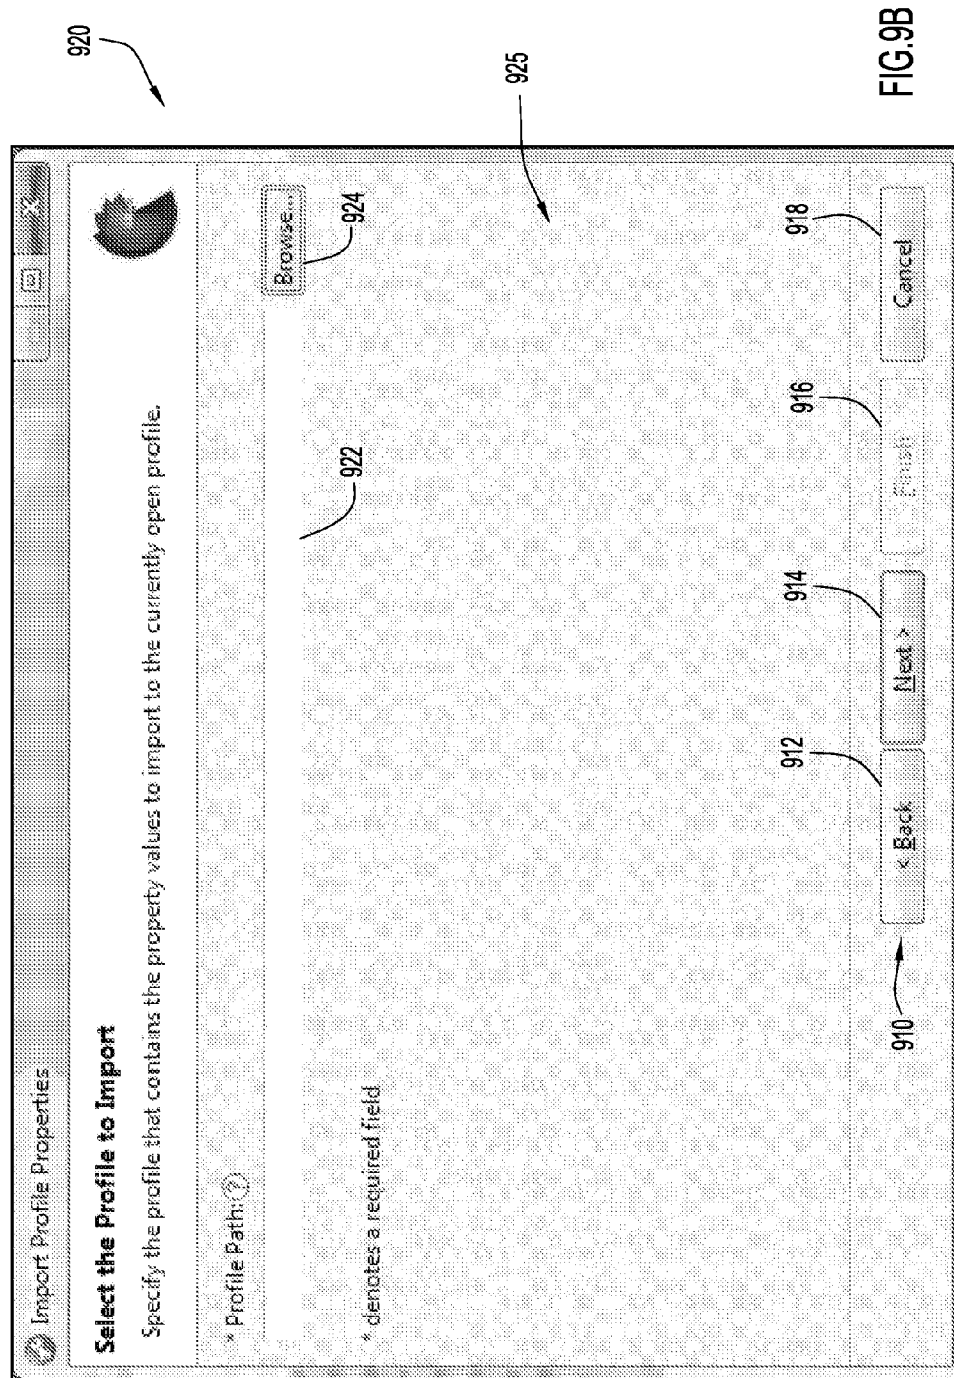 920
Import Profile Properties
Select the Profile to Import
Specify the profile that contains the property values to import to the currently open profile.
* Profile Path: ?
Browse...
924
922
* denotes a required field
925
912
914
916
918
910
< Back
Next >
Finish
Cancel
FIG.9B